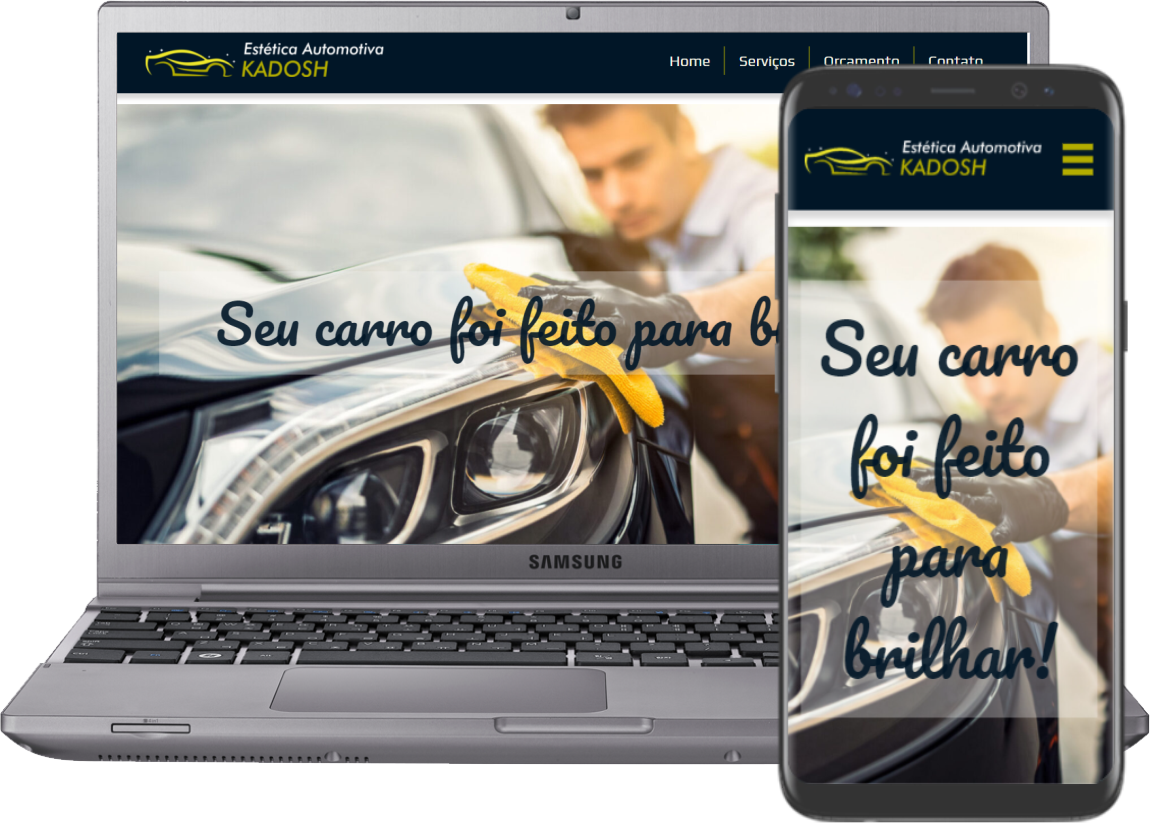 Estética Automotiva
KADOSH
Home
Serviços
Orçamento
Contato
Seu carro foi feito para
SAMSUNG
Estética Automotiva
KADOSH
Seu carro
foi feito
para
brilhar!